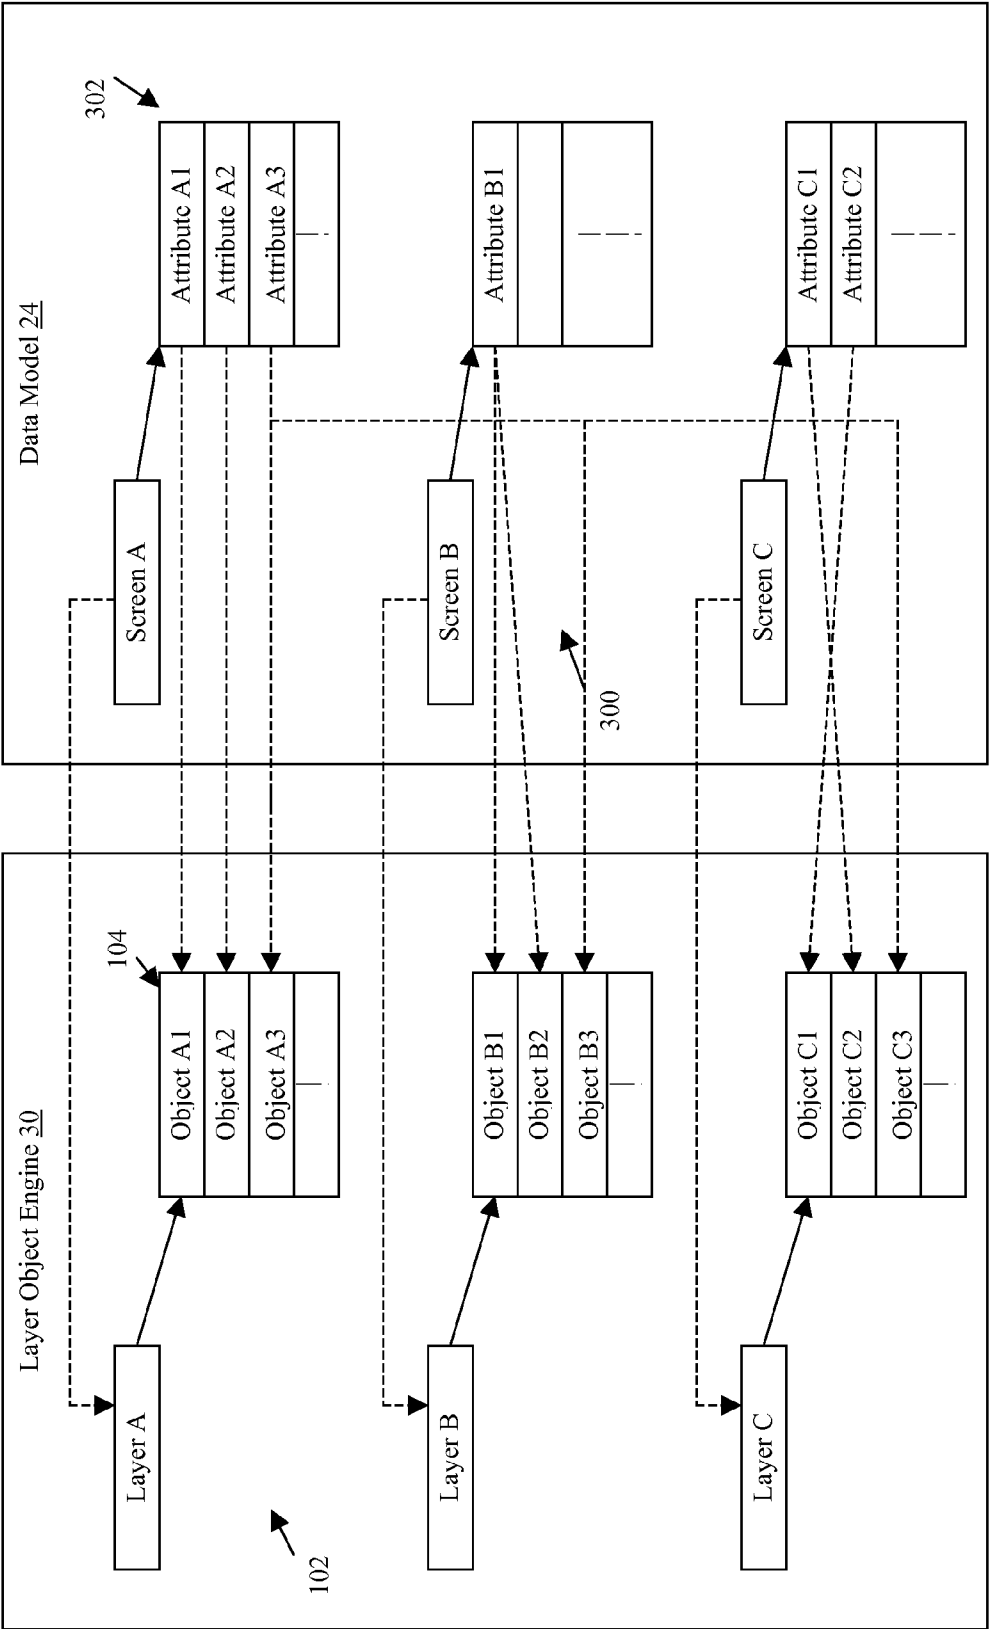 Layer Object Engine 30
Data Model 24
Layer A
104
Object A1
Object A2
Object A3
Screen A
302
Attribute A1
Attribute A2
Attribute A3
102
Layer B
Object B1
Object B2
Object B3
Screen B
300
Attribute B1
Layer C
Object C1
Object C2
Object C3
Screen C
Attribute C1
Attribute C2